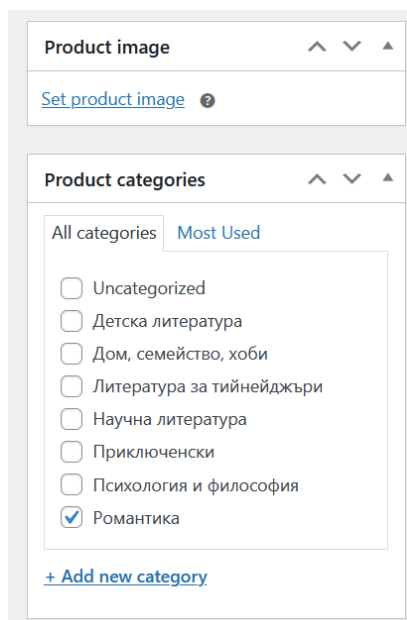 Product image
Set product image
Product categories
All categories Most Used
Uncategorized
Детска литература
Дом, семейство, хоби
Литература за тийнейджъри
Научна литература
Приключенски
Психология и философия
Романтика
+ Add new category